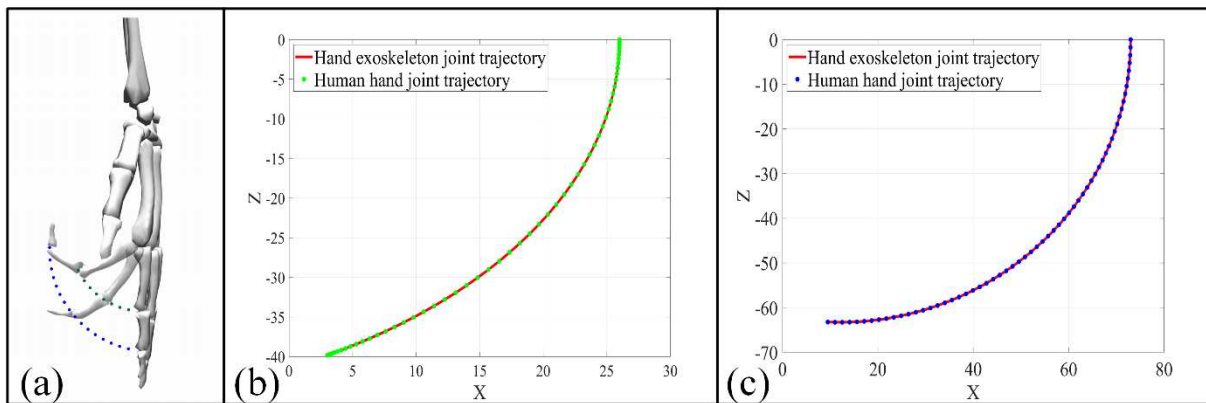 (a)
0
-5
-10
-15
-20
-25
-30
-35
-40
Z
Hand exoskeleton joint trajectory
Human hand joint trajectory
0 5 10 15 20 25 30
X
(b)
0
-10
-20
-30
-40
-50
-60
-70
Z
Hand exoskeleton joint trajectory
Human hand joint trajectory
0 20 40 60 80
X
(c)